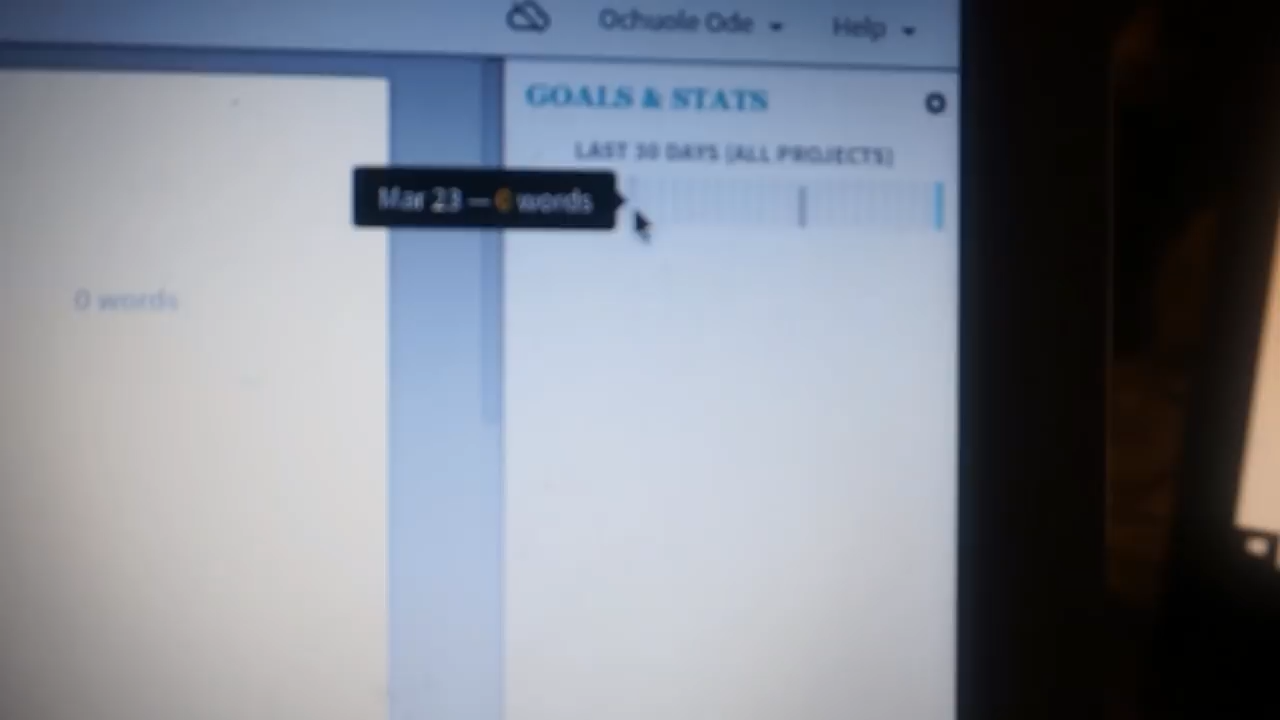 Ochuole Ode Help
GOALS & STATS
LAST 30 DAYS (ALL PROJECTS)
Mar 23 — 0 words
0 words